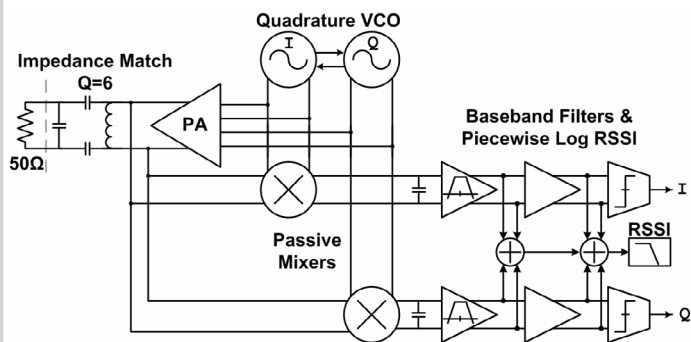 Quadrature VCO
I
Q
Impedance Match
Q=6
PA
50Ω
Baseband Filters &
Piecewise Log RSSI
I
RSSI
Passive
Mixers
Q